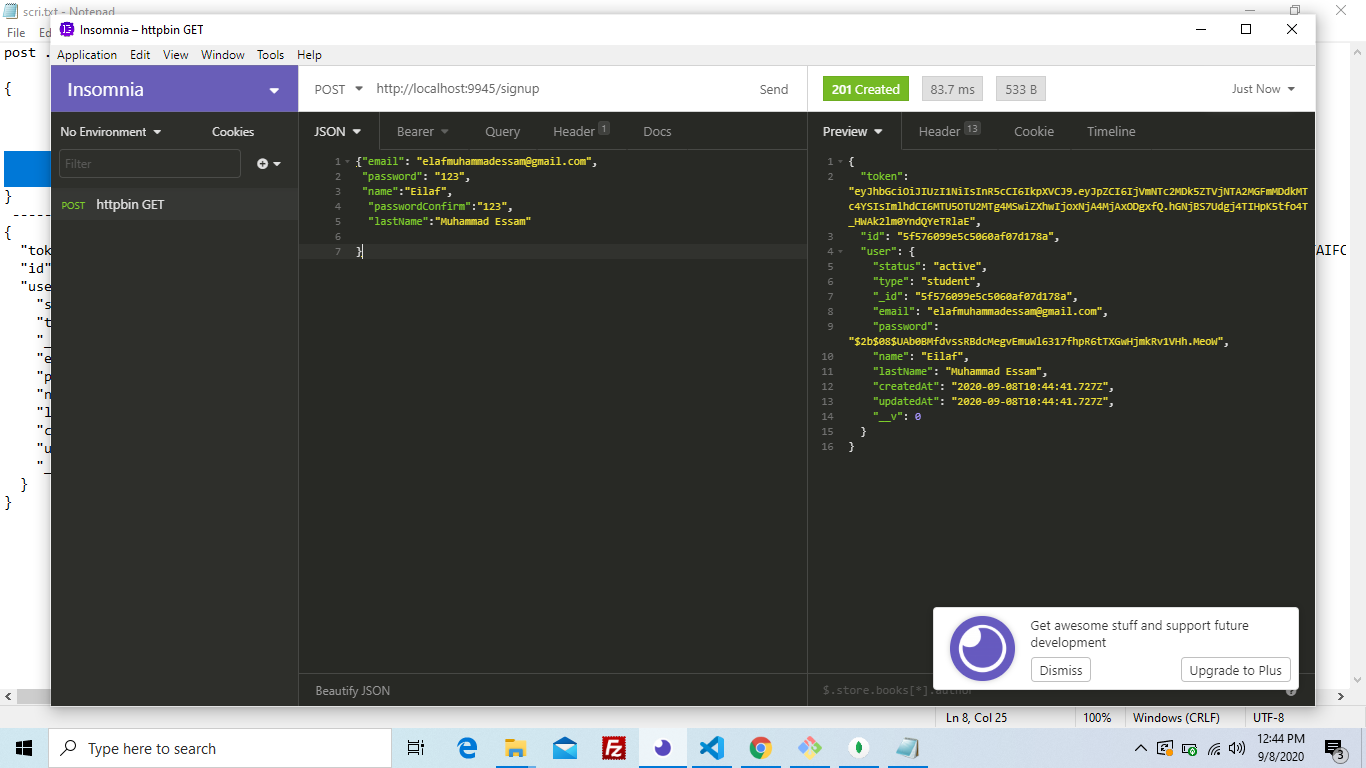 scri.txt - Notepad
File Ed
post .
{
}
{
"tok
"id"
"use
"s
"t
"_
"e
"p
"n
"l
"c
"u
"_
}
}
TAIFC
Insomnia – httpbin GET
Application Edit View Window Tools Help
Insomnia
POST http://localhost:9945/signup Send
201 Created 83.7 ms 533 B Just Now
No Environment Cookies
Filter
POST httpbin GET
JSON Bearer Query Header 1 Docs
1 {"email": "elafmuhammadessam@gmail.com",
2 "password": "123",
3 "name":"Eilaf",
4 "passwordConfirm":"123",
5 "lastName":"Muhammad Essam"
6
7 }
Beautify JSON
Preview Header 13 Cookie Timeline
1 {
2 "token":
"eyJhbGciOiJIUzI1NiIsInR5cCI6IkpXVCJ9.eyJpZCI6IjVmNTc2MDk5ZTVjNTA2MGFmMDdkMT
c4YSIsImlhdCI6MTU5OTU2MTg4MSwiZXhwIjoxNjA4MjAxODgxfQ.hGNjBS7Udgj4TIHpK5tfo4T
_HWAk2lm0YndQYeTRlaE",
3 "id": "5f576099e5c5060af07d178a",
4 "user": {
5 "status": "active",
6 "type": "student",
7 "_id": "5f576099e5c5060af07d178a",
8 "email": "elafmuhammadessam@gmail.com",
9 "password":
"$2b$08$UAb0BMfdvssRBdcMegvEmuWl6317fhpR6tTXGwHjmkRv1VHh.MeoW",
10 "name": "Eilaf",
11 "lastName": "Muhammad Essam",
12 "createdAt": "2020-09-08T10:44:41.727Z",
13 "updatedAt": "2020-09-08T10:44:41.727Z",
14 "__v": 0
15 }
16 }
Get awesome stuff and support future
development
Dismiss Upgrade to Plus
$.store.books[*].author
Ln 8, Col 25 100% Windows (CRLF) UTF-8
Type here to search
12:44 PM
9/8/2020
3